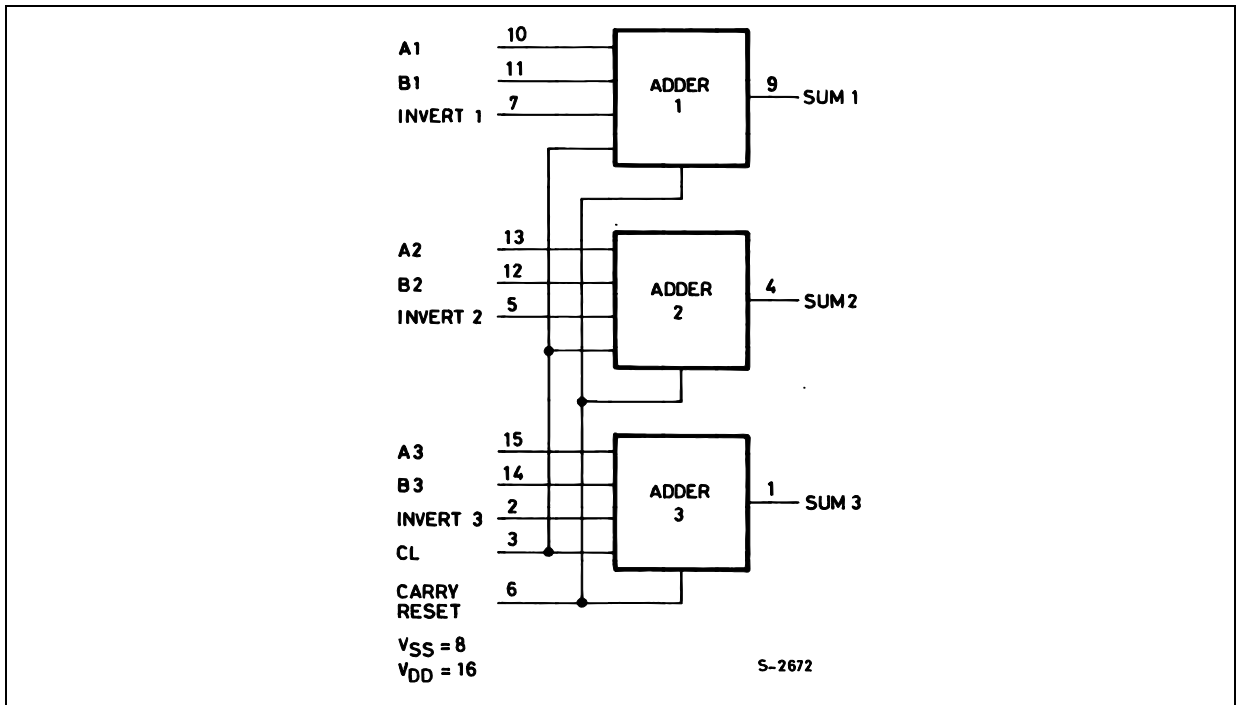 A1 10
B1 11
INVERT 1 7
ADDER
1
9 SUM 1
A2 13
B2 12
INVERT 2 5
ADDER
2
4 SUM2
A3 15
B3 14
INVERT 3 2
CL 3
ADDER
3
1 SUM 3
CARRY
RESET 6
VSS = 8
VDD = 16
S-2672